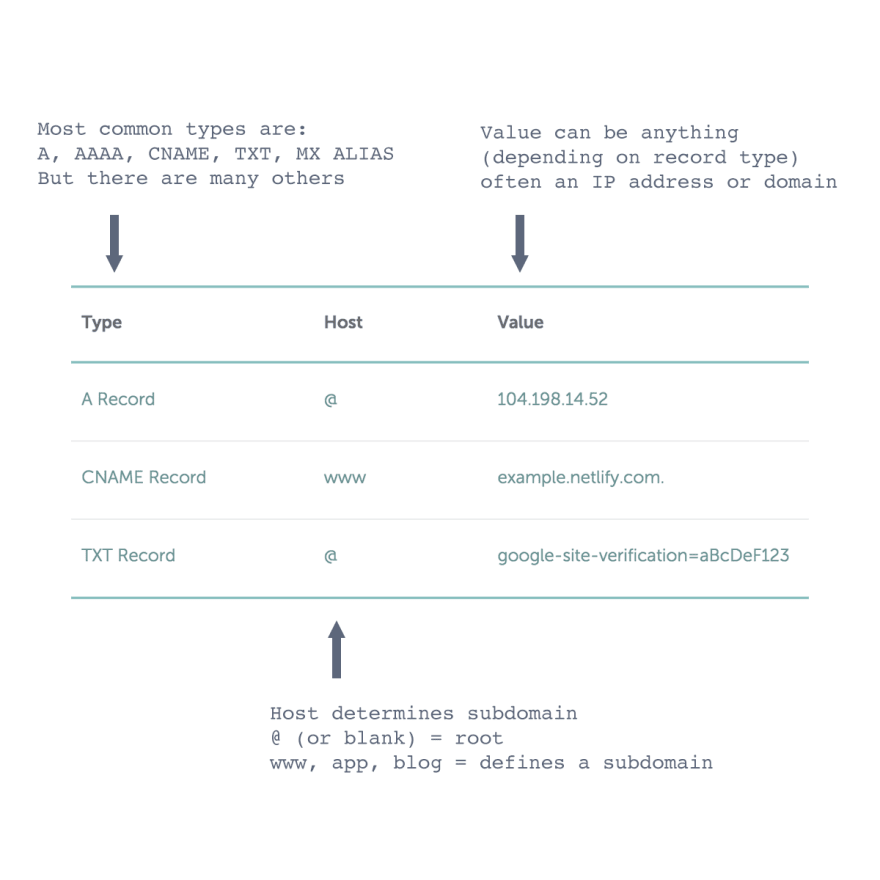 Most common types are:
A, AAAA, CNAME, TXT, MX ALIAS
But there are many others
Value can be anything
(depending on record type)
often an IP address or domain
Type Host Value
A Record @ 104.198.14.52
CNAME Record www example.netlify.com.
TXT Record @ google-site-verification=aBcDeF123
Host determines subdomain
@ (or blank) = root
www, app, blog = defines a subdomain